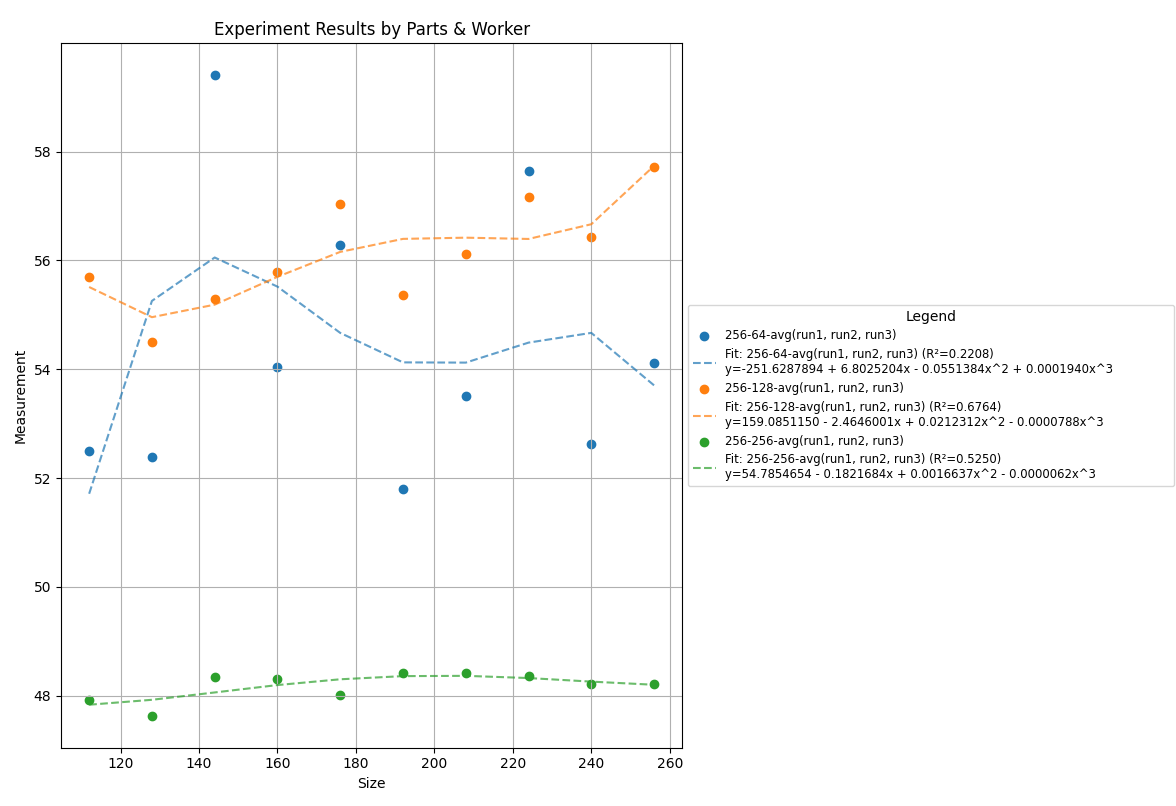 Experiment Results by Parts & Worker
Measurement
58
56
54
52
50
48
120
140
160
180
200
220
240
260
Size
Legend
256-64-avg(run1, run2, run3)
Fit: 256-64-avg(run1, run2, run3) (R²=0.2208)
y=-251.6287894 + 6.8025204x - 0.0551384x^2 + 0.0001940x^3
256-128-avg(run1, run2, run3)
Fit: 256-128-avg(run1, run2, run3) (R²=0.6764)
y=159.0851150 - 2.4646001x + 0.0212312x^2 - 0.0000788x^3
256-256-avg(run1, run2, run3)
Fit: 256-256-avg(run1, run2, run3) (R²=0.5250)
y=54.7854654 - 0.1821684x + 0.0016637x^2 - 0.0000062x^3